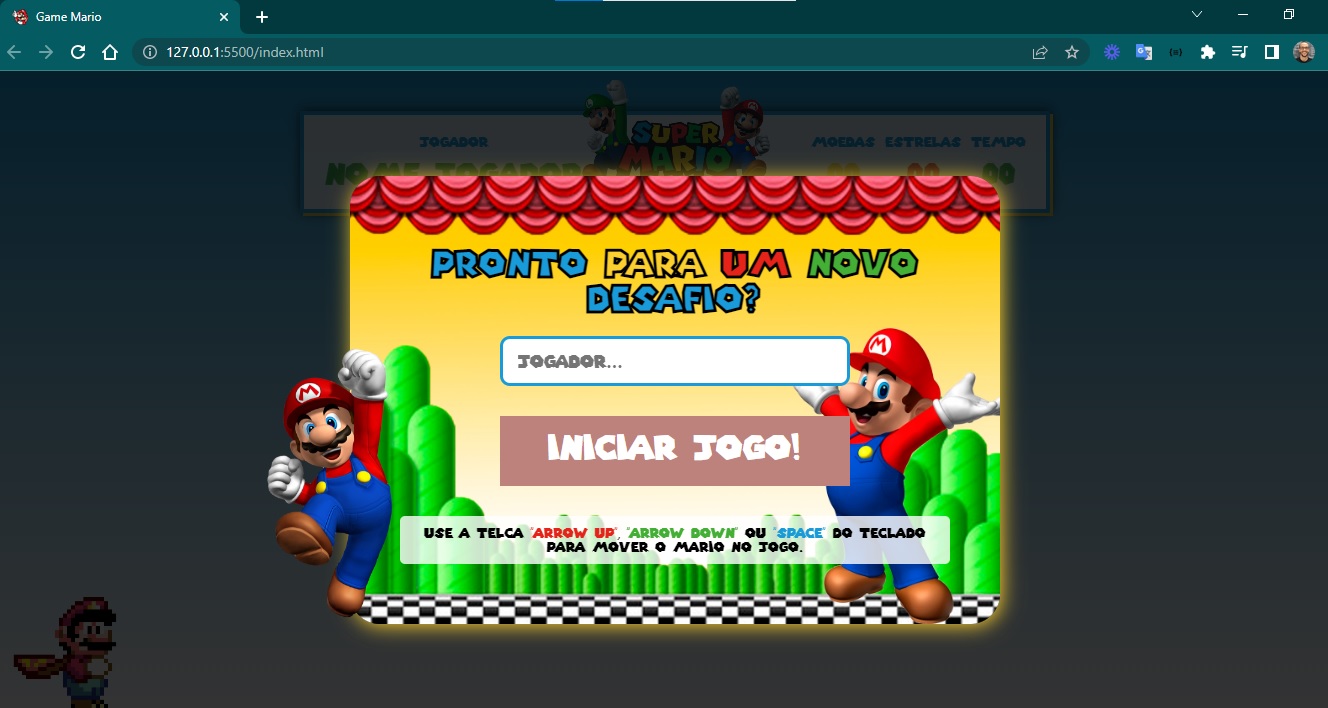 Game Mario
127.0.0.1:5500/index.html
JOGADOR
SUPER
MARIO
MOEDAS ESTRELAS TEMPO
NOME JOGADOR
00 00 00
PRONTO PARA UM NOVO
DESAFIO?
JOGADOR...
INICIAR JOGO!
USE A TELCA "ARROW UP", "ARROW DOWN" OU "SPACE" DO TECLADO
PARA MOVER O MARIO NO JOGO.